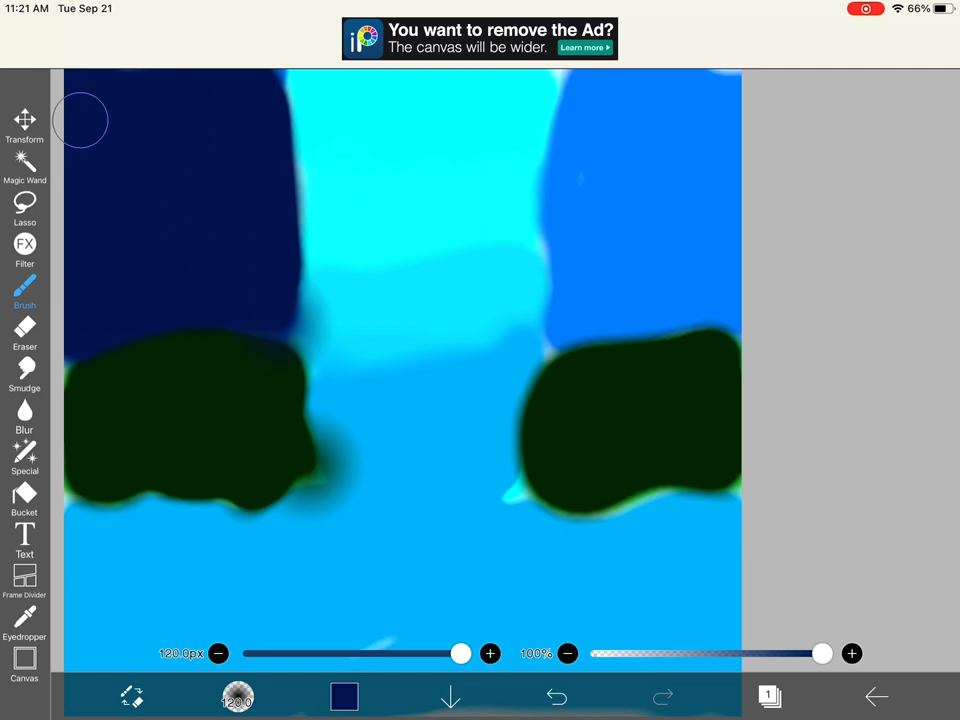 11:21 AM Tue Sep 21
66%
iP
You want to remove the Ad?
The canvas will be wider.
Learn more
Transform
Magic Wand
Lasso
FX
Filter
Brush
Eraser
Smudge
Blur
Special
Bucket
T
Text
Frame Divider
Eyedropper
Canvas
120.0px
100%
120.0
1